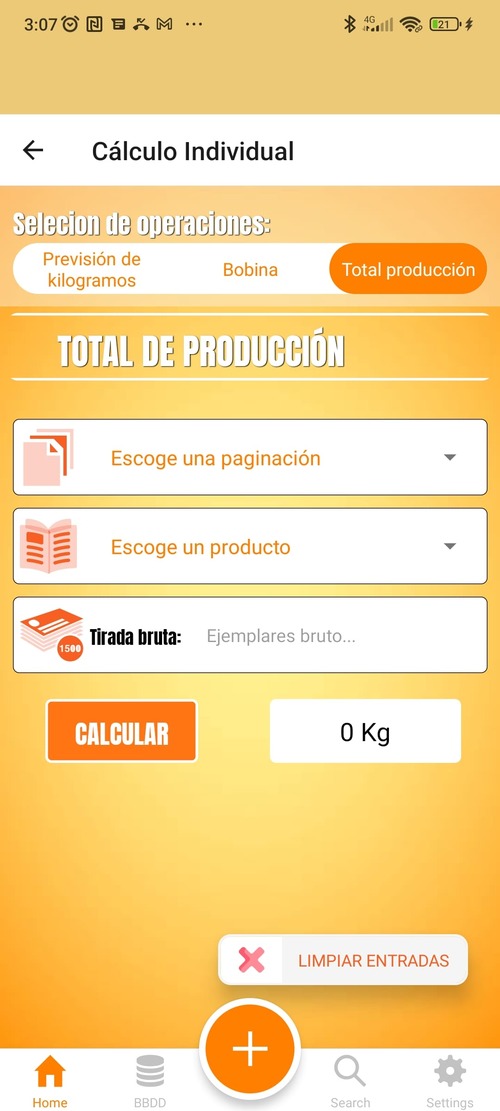 3:07
4G
21
Cálculo Individual
Selecion de operaciones:
Previsión de
kilogramos
Bobina
Total producción
TOTAL DE PRODUCCIÓN
Escoge una paginación
Escoge un producto
1500
Tirada bruta:
Ejemplares bruto...
CALCULAR
0 Kg
LIMPIAR ENTRADAS
Home
BBDD
Search
Settings